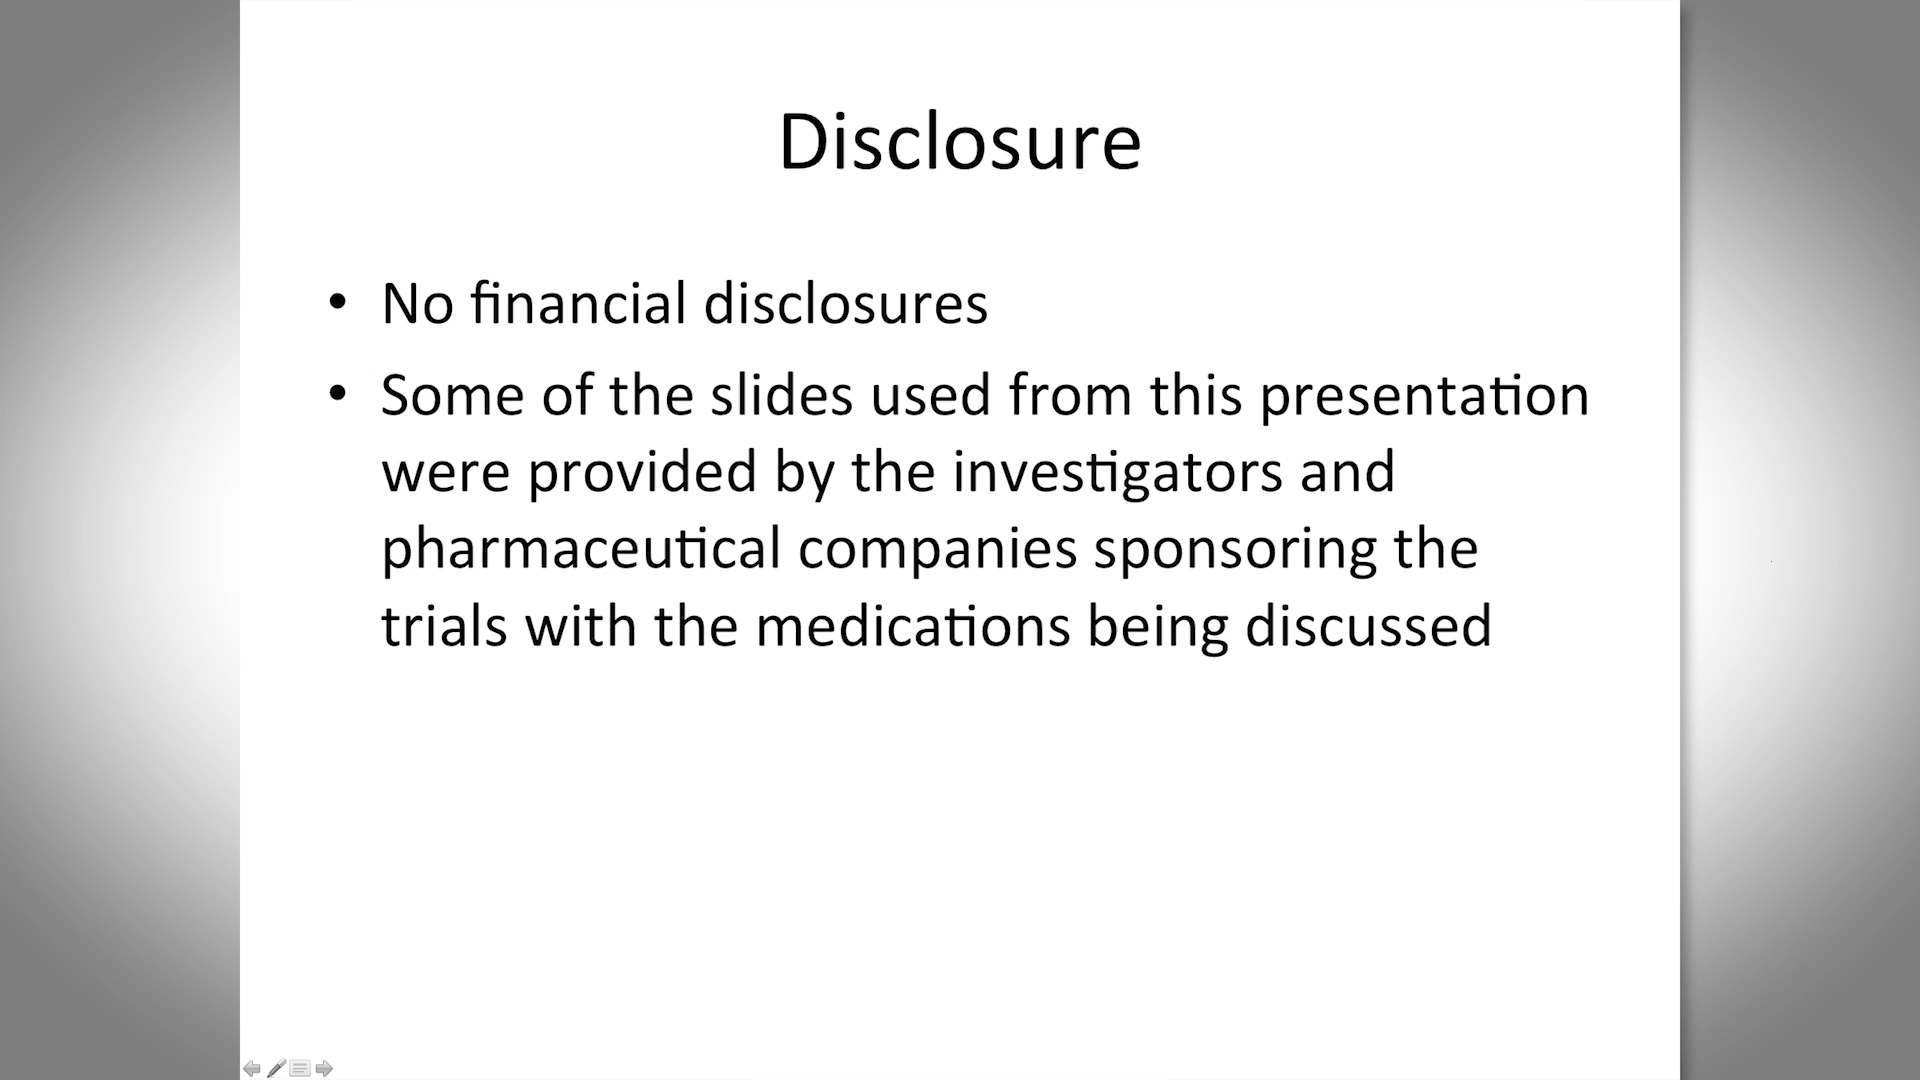 Disclosure
• No financial disclosures
• Some of the slides used from this presentation
were provided by the investigators and
pharmaceutical companies sponsoring the
trials with the medications being discussed